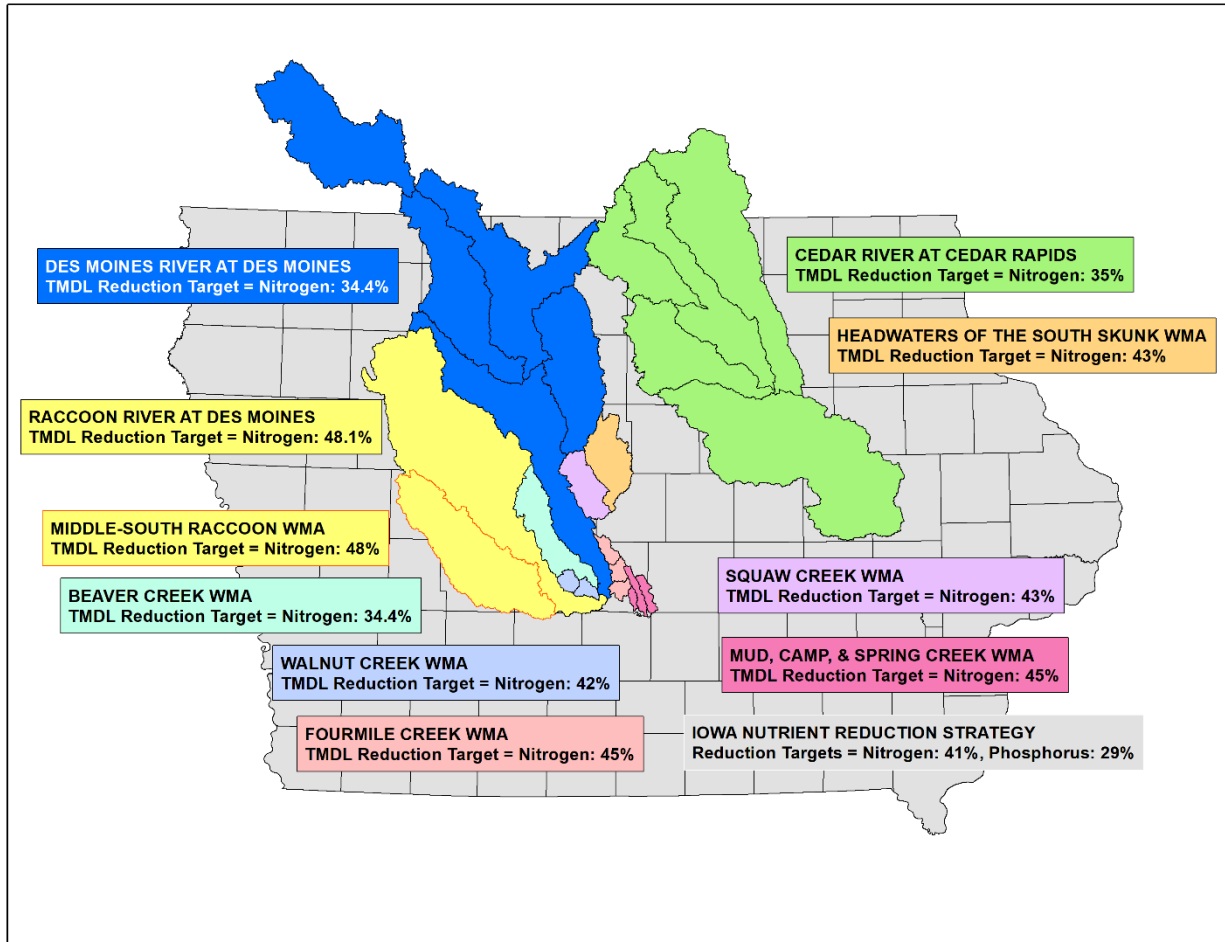 DES MOINES RIVER AT DES MOINES
TMDL Reduction Target = Nitrogen: 34.4%
CEDAR RIVER AT CEDAR RAPIDS
TMDL Reduction Target = Nitrogen: 35%
HEADWATERS OF THE SOUTH SKUNK WMA
TMDL Reduction Target = Nitrogen: 43%
RACCOON RIVER AT DES MOINES
TMDL Reduction Target = Nitrogen: 48.1%
MIDDLE-SOUTH RACCOON WMA
TMDL Reduction Target = Nitrogen: 48%
SQUAW CREEK WMA
TMDL Reduction Target = Nitrogen: 43%
BEAVER CREEK WMA
TMDL Reduction Target = Nitrogen: 34.4%
WALNUT CREEK WMA
TMDL Reduction Target = Nitrogen: 42%
MUD, CAMP, & SPRING CREEK WMA
TMDL Reduction Target = Nitrogen: 45%
FOURMILE CREEK WMA
TMDL Reduction Target = Nitrogen: 45%
IOWA NUTRIENT REDUCTION STRATEGY
Reduction Targets = Nitrogen: 41%, Phosphorus: 29%